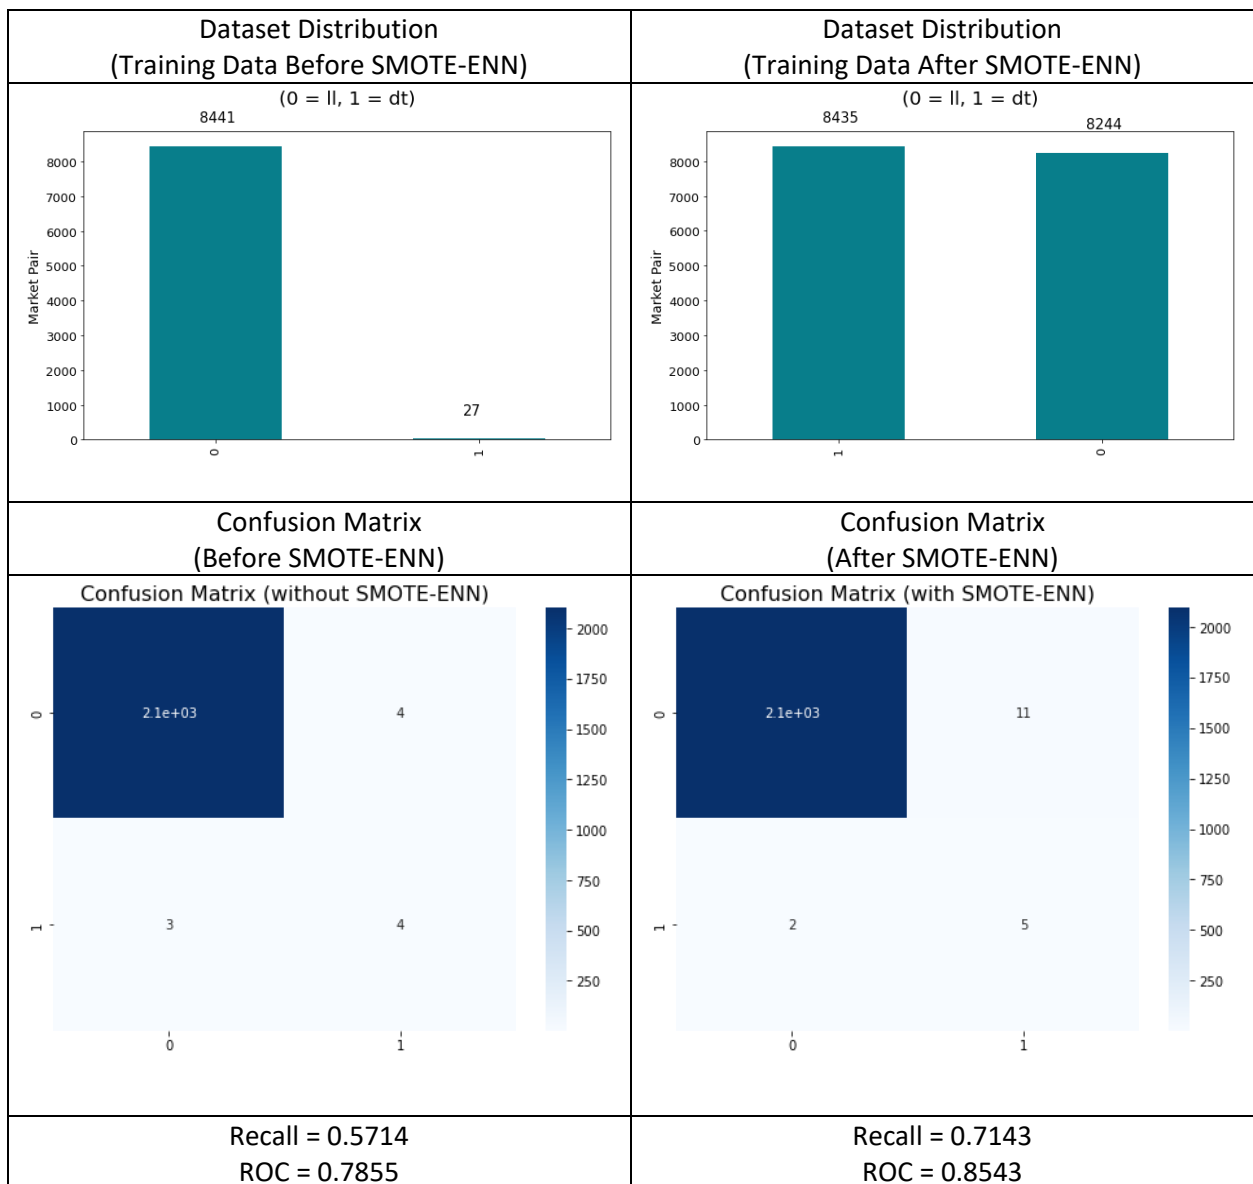 Dataset Distribution
(Training Data Before SMOTE-ENN)
Dataset Distribution
(Training Data After SMOTE-ENN)
(0 = ll, 1 = dt)
8441
8000
7000
6000
5000
4000
3000
2000
1000
0
Market Pair
27
0
1
(0 = ll, 1 = dt)
8435
8244
8000
7000
6000
5000
4000
3000
2000
1000
0
1
0
Confusion Matrix
(Before SMOTE-ENN)
Confusion Matrix
(After SMOTE-ENN)
Confusion Matrix (without SMOTE-ENN)
0
2.1e+03
4
1
3
4
0
1
2000
1750
1500
1250
1000
750
500
250
Confusion Matrix (with SMOTE-ENN)
0
2.1e+03
11
1
2
5
0
1
2000
1750
1500
1250
1000
750
500
250
Recall = 0.5714
ROC = 0.7855
Recall = 0.7143
ROC = 0.8543